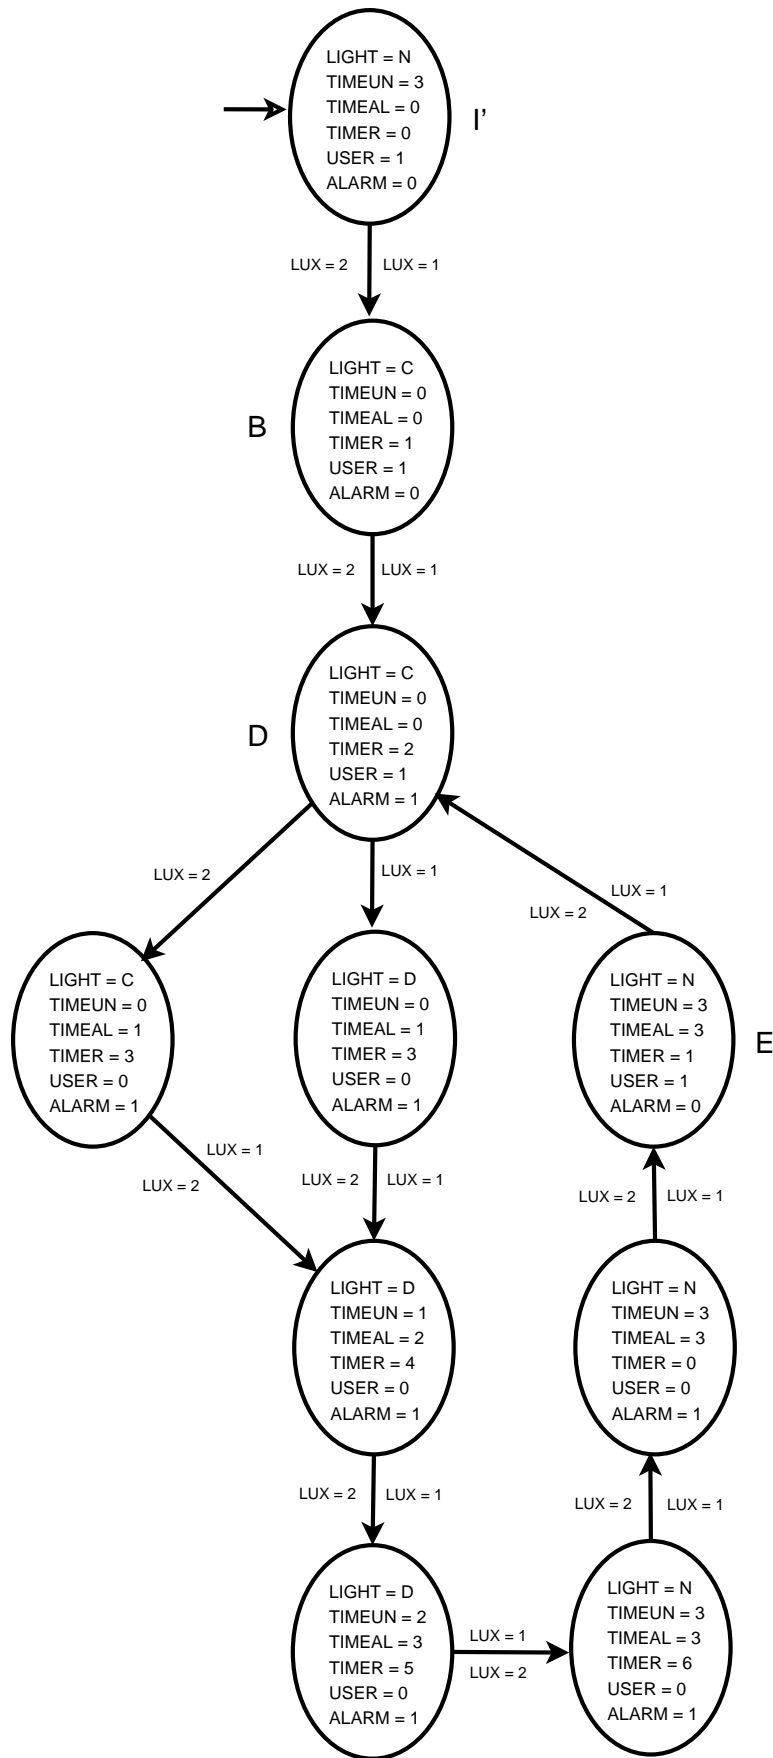 LIGHT = N
TIMEUN = 3
TIMEAL = 0
TIMER = 0
USER = 1
ALARM = 0
I'
LUX = 2
LUX = 1
LIGHT = C
TIMEUN = 0
TIMEAL = 0
TIMER = 1
USER = 1
ALARM = 0
B
LUX = 2
LUX = 1
LIGHT = C
TIMEUN = 0
TIMEAL = 0
TIMER = 2
USER = 1
ALARM = 1
D
LUX = 2
LUX = 1
LUX = 1
LUX = 2
LIGHT = C
TIMEUN = 0
TIMEAL = 1
TIMER = 3
USER = 0
ALARM = 1
LIGHT = D
TIMEUN = 0
TIMEAL = 1
TIMER = 3
USER = 0
ALARM = 1
LIGHT = N
TIMEUN = 3
TIMEAL = 3
TIMER = 1
USER = 1
ALARM = 0
E
LUX = 1
LUX = 2
LUX = 2
LUX = 1
LUX = 2
LUX = 1
LIGHT = D
TIMEUN = 1
TIMEAL = 2
TIMER = 4
USER = 0
ALARM = 1
LIGHT = N
TIMEUN = 3
TIMEAL = 3
TIMER = 0
USER = 0
ALARM = 1
LUX = 2
LUX = 1
LUX = 2
LUX = 1
LIGHT = D
TIMEUN = 2
TIMEAL = 3
TIMER = 5
USER = 0
ALARM = 1
LUX = 1
LUX = 2
LIGHT = N
TIMEUN = 3
TIMEAL = 3
TIMER = 6
USER = 0
ALARM = 1